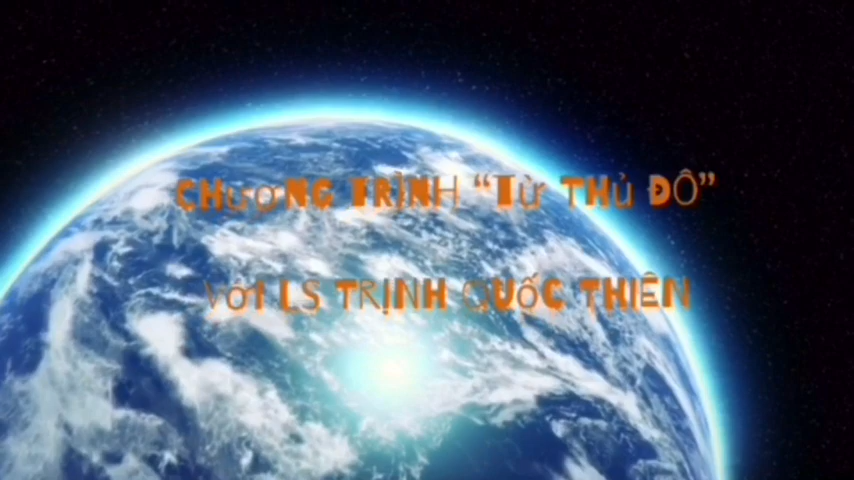 CHƯƠNG TRÌNH “TỪ THỦ ĐÔ”
VỚI LS TRỊNH QUỐC THIÊN